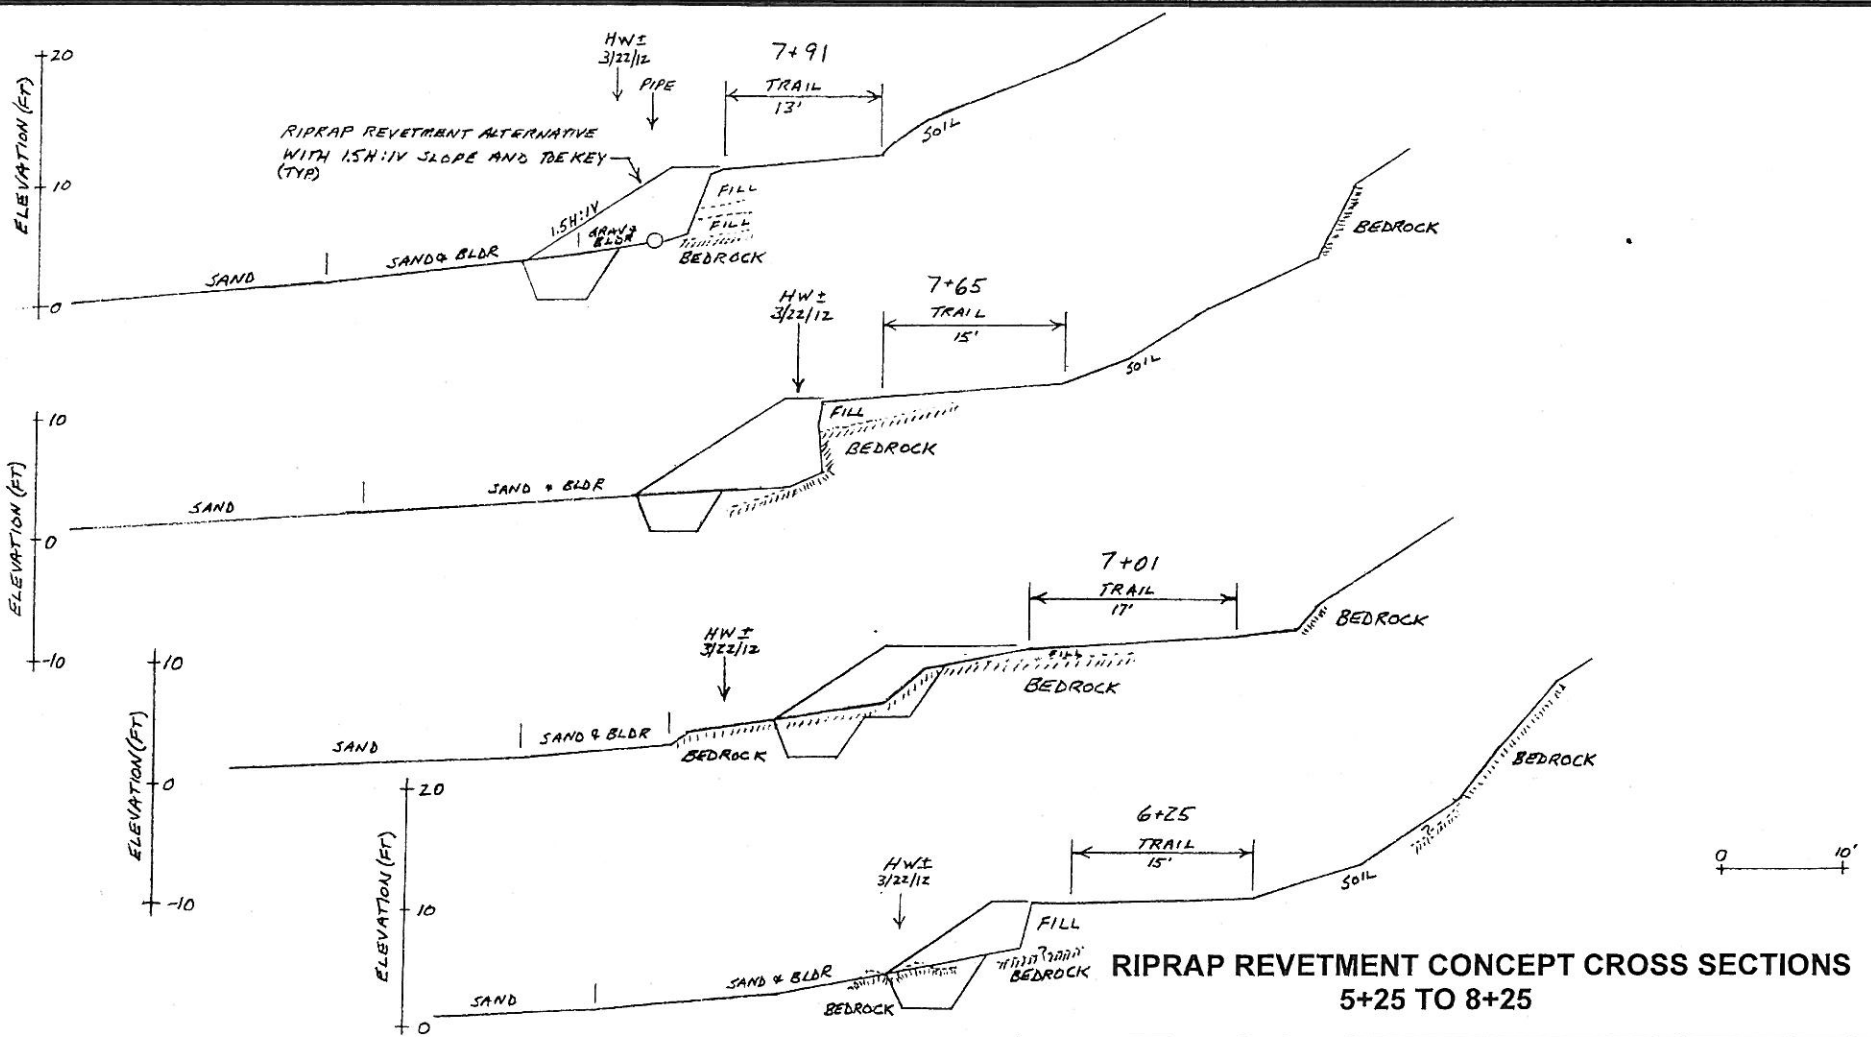 ELEVATION (FT)
20
10
0
HW±
3/22/12
PIPE
7+91
TRAIL
13'
RIPRAP REVETMENT ALTERNATIVE
WITH 1.5H:1V SLOPE AND TOE KEY
(TYP)
1.5H:1V
GRAV &
BLDR
FILL
FILL
BEDROCK
SAND
SAND & BLDR
SOIL
BEDROCK
ELEVATION (FT)
10
0
-10
HW±
3/22/12
7+65
TRAIL
15'
SOIL
FILL
BEDROCK
SAND
SAND & BLDR
ELEVATION (FT)
10
0
-10
HW±
3/22/12
7+01
TRAIL
17'
FILL
BEDROCK
BEDROCK
SAND
SAND & BLDR
BEDROCK
ELEVATION (FT)
20
10
0
HW±
3/22/12
6+25
TRAIL
15'
SOIL
?
BEDROCK
FILL
?
BEDROCK
SAND
SAND & BLDR
BEDROCK
0
10'
RIPRAP REVETMENT CONCEPT CROSS SECTIONS
5+25 TO 8+25